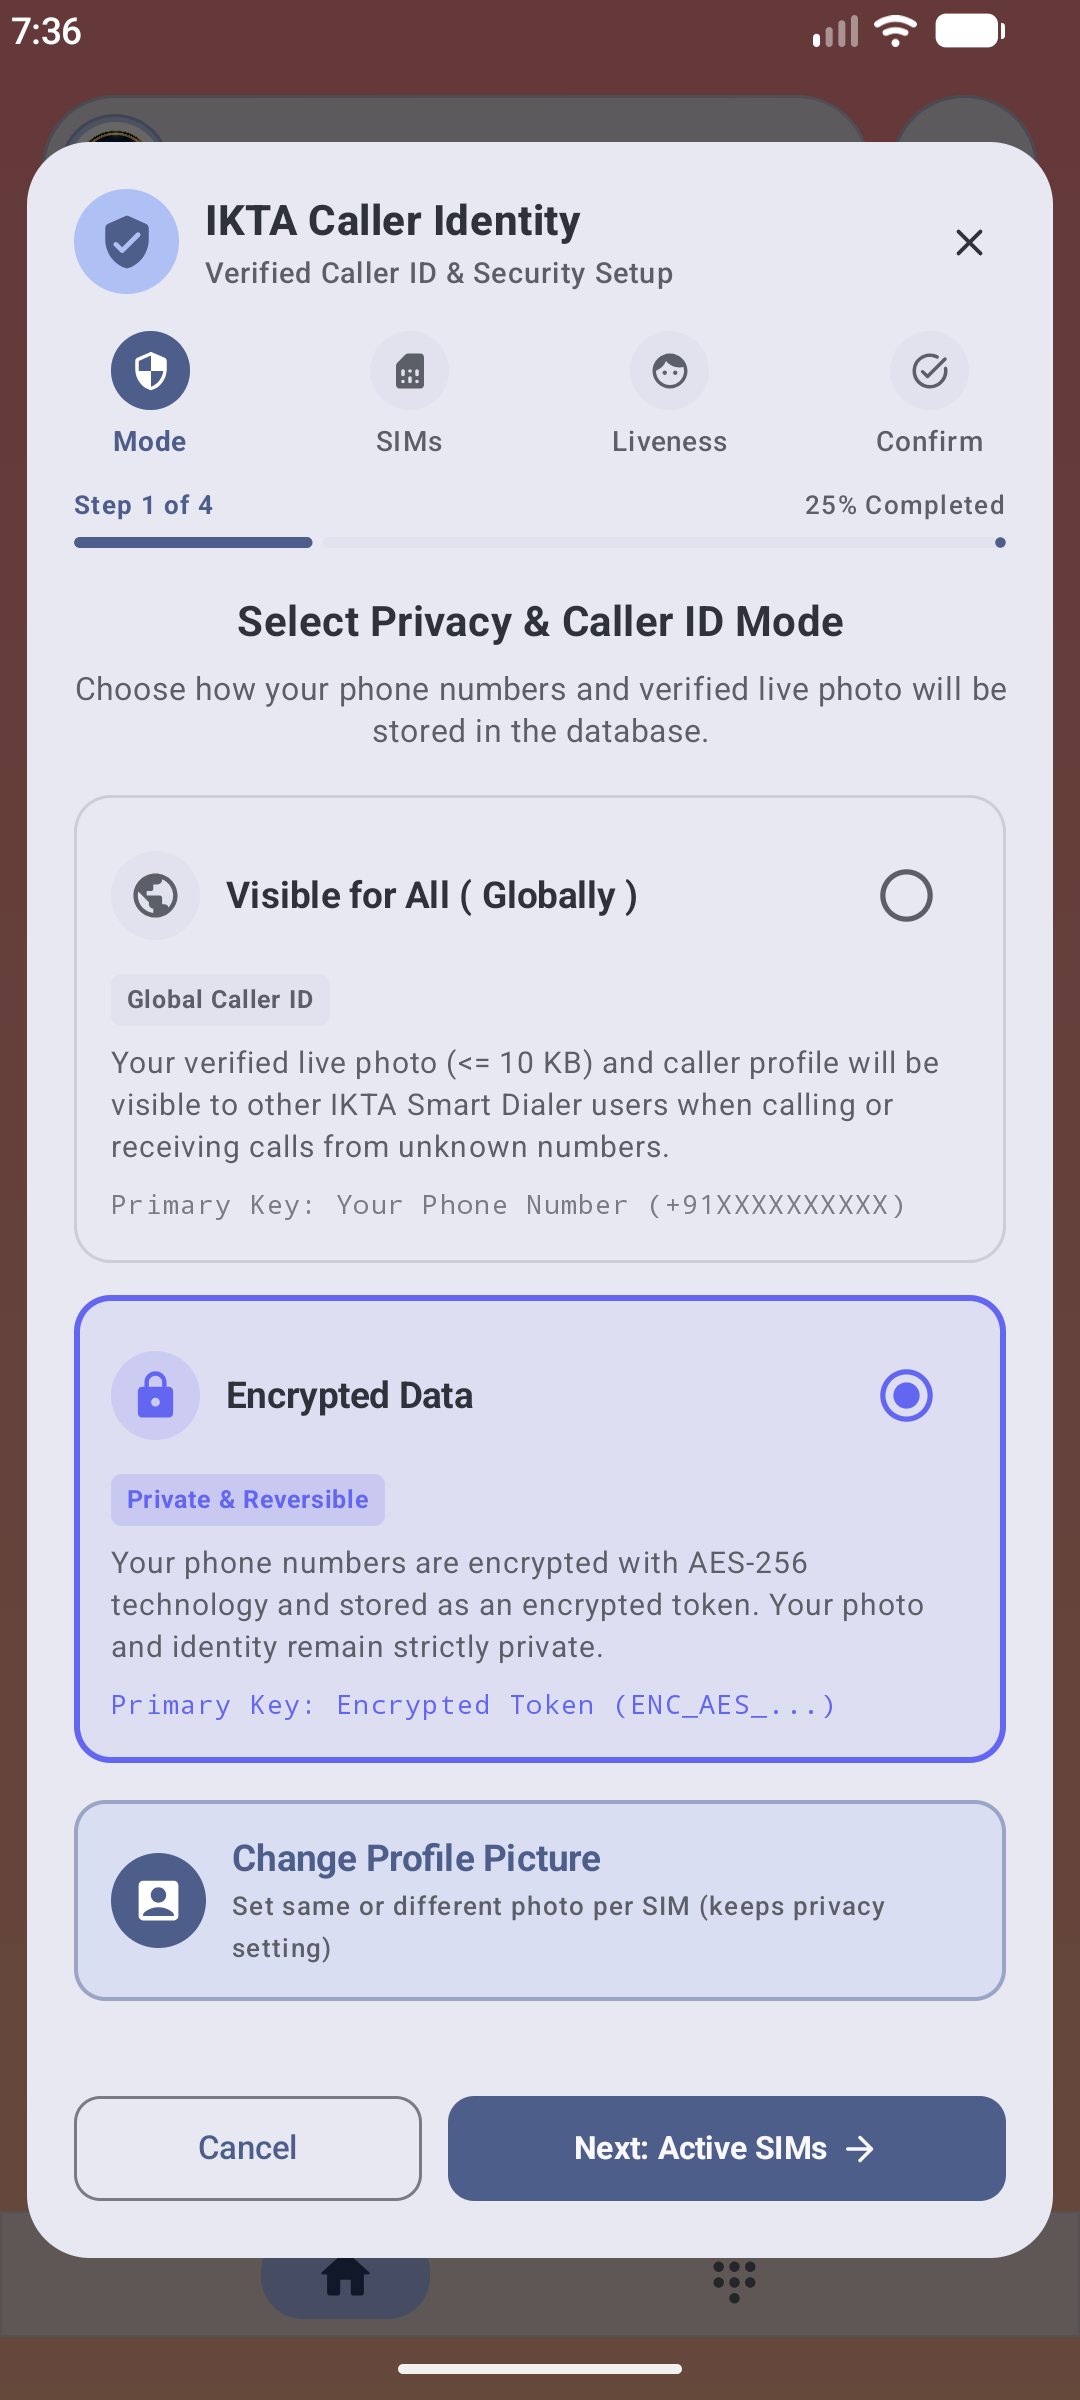 7:36
IKTA Caller Identity
Verified Caller ID & Security Setup
Mode
SIMs
Liveness
Confirm
Step 1 of 4
25% Completed
Select Privacy & Caller ID Mode
Choose how your phone numbers and verified live photo will be
stored in the database.
Visible for All ( Globally )
Global Caller ID
Your verified live photo (<= 10 KB) and caller profile will be
visible to other IKTA Smart Dialer users when calling or
receiving calls from unknown numbers.
Primary Key: Your Phone Number (+91XXXXXXXXXX)
Encrypted Data
Private & Reversible
Your phone numbers are encrypted with AES-256
technology and stored as an encrypted token. Your photo
and identity remain strictly private.
Primary Key: Encrypted Token (ENC_AES_...)
Change Profile Picture
Set same or different photo per SIM (keeps privacy
setting)
Cancel
Next: Active SIMs →